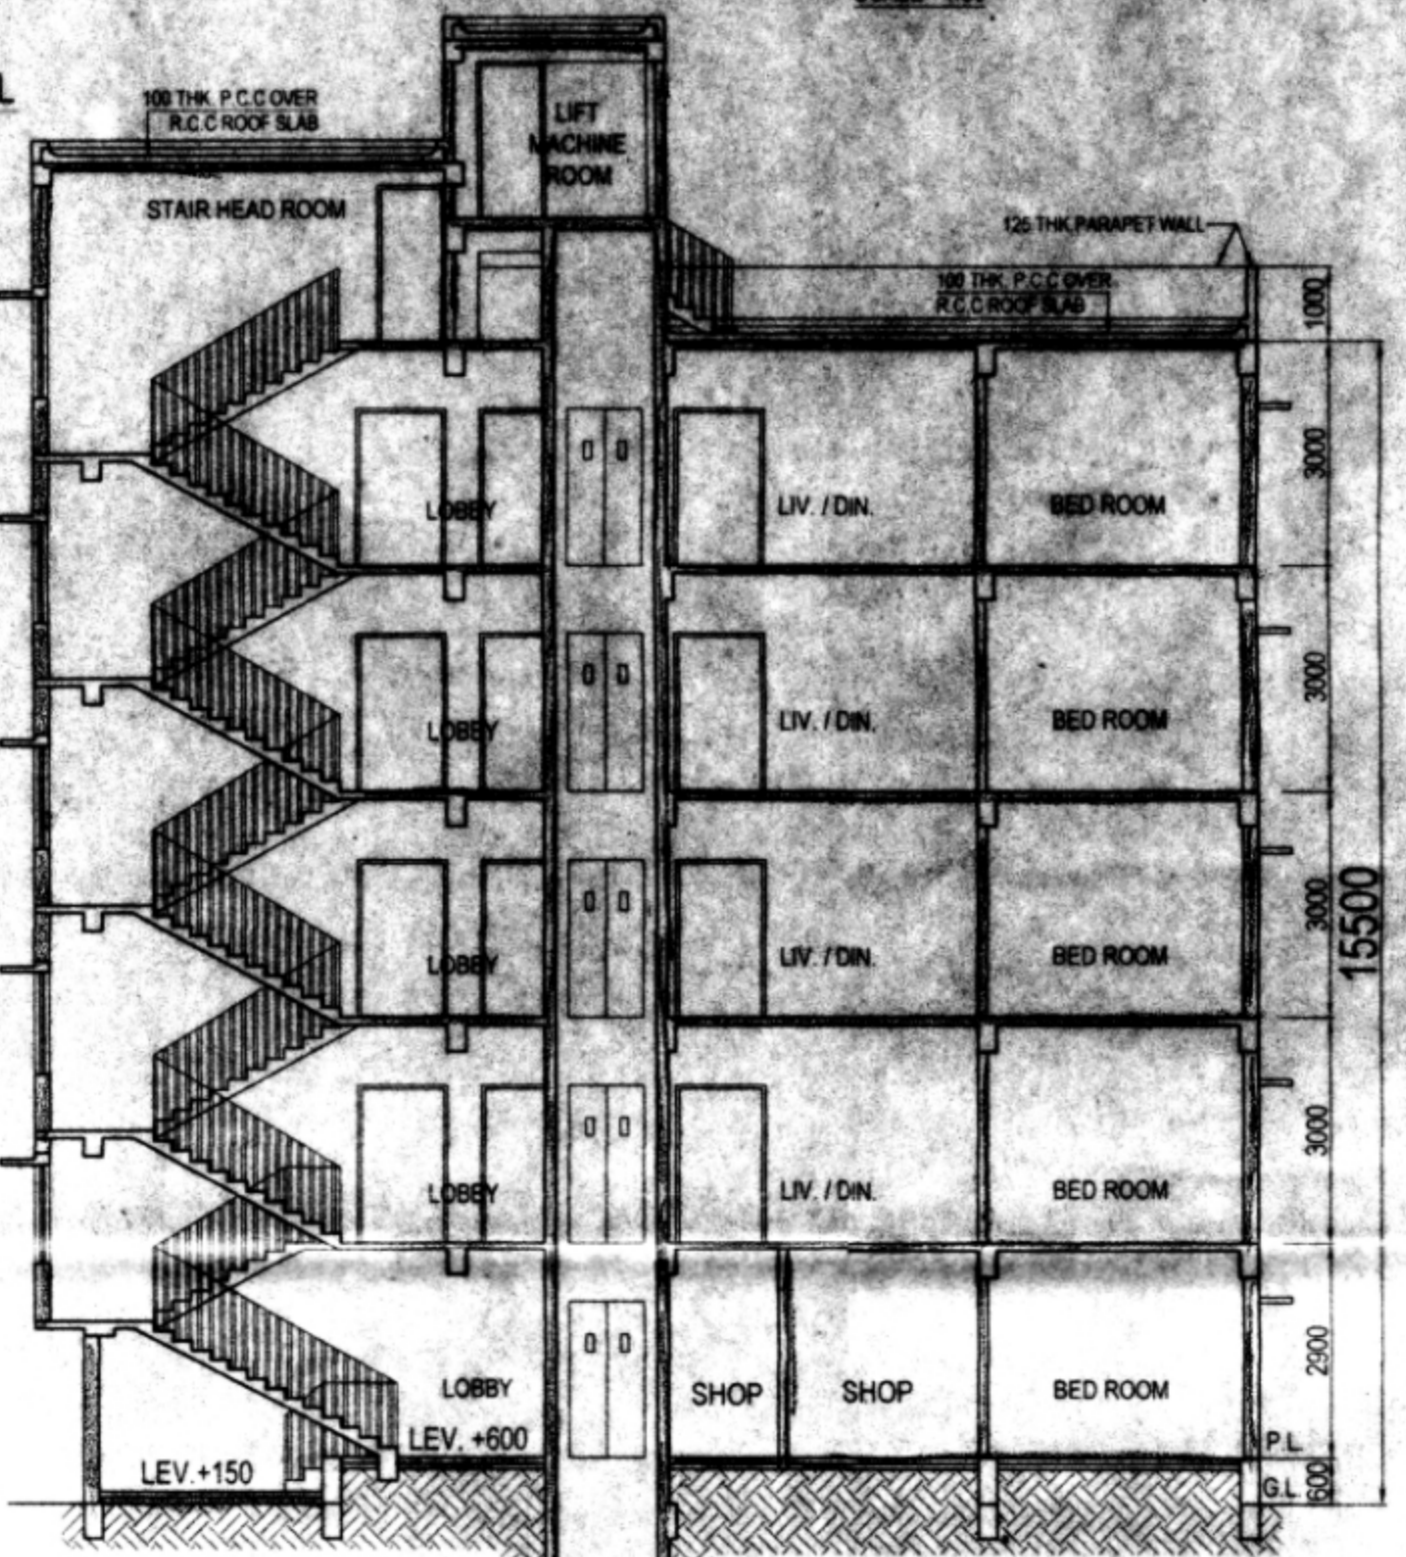 L
100 THK. P.C.C OVER
R.C.C ROOF SLAB
LIFT
MACHINE
ROOM
STAIR HEAD ROOM
125 THK.PARAPET WALL
100 THK. P.C.C OVER
R.C.C ROOF SLAB
1000
LOBBY
LIV. / DIN.
BED ROOM
3000
LOBBY
LIV. / DIN.
BED ROOM
3000
LOBBY
LIV. / DIN.
BED ROOM
3000
15500
LOBBY
LIV. / DIN.
BED ROOM
3000
LOBBY
SHOP
SHOP
BED ROOM
2900
LEV. +600
P.L.
LEV.+150
G.L.
600